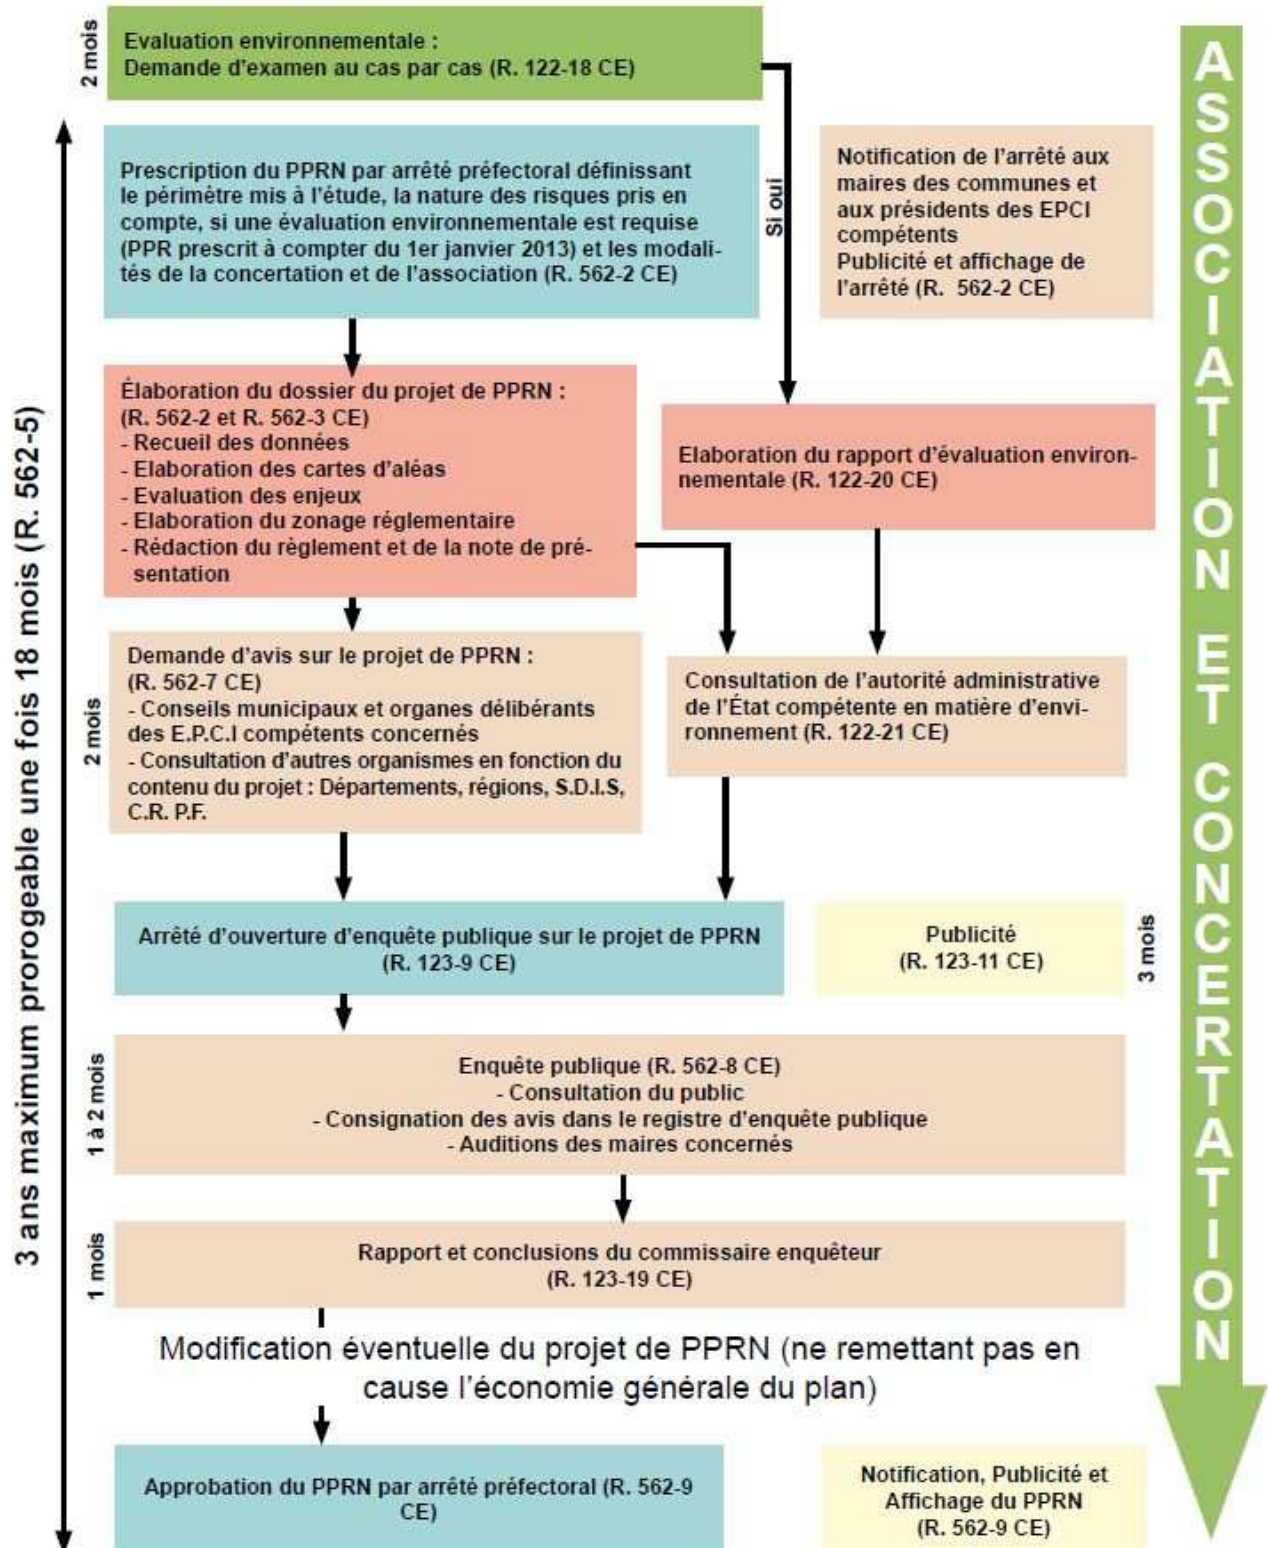 2 mois
Evaluation environnementale :
Demande d'examen au cas par cas (R. 122-18 CE)
Prescription du PPRN par arrêté préfectoral définissant
le périmètre mis à l'étude, la nature des risques pris en
compte, si une évaluation environnementale est requise
(PPR prescrit à compter du 1er janvier 2013) et les modali-
tés de la concertation et de l'association (R. 562-2 CE)
Si oui
Notification de l'arrêté aux
maires des communes et
aux présidents des EPCI
compétents
Publicité et affichage de
l'arrêté (R. 562-2 CE)
Élaboration du dossier du projet de PPRN :
(R. 562-2 et R. 562-3 CE)
- Recueil des données
- Elaboration des cartes d'aléas
- Evaluation des enjeux
- Elaboration du zonage réglementaire
- Rédaction du règlement et de la note de pré-
sentation
Elaboration du rapport d'évaluation environ-
nementale (R. 122-20 CE)
2 mois
Demande d'avis sur le projet de PPRN :
(R. 562-7 CE)
- Conseils municipaux et organes délibérants
des E.P.C.I compétents concernés
- Consultation d'autres organismes en fonction du
contenu du projet : Départements, régions, S.D.I.S,
C.R. P.F.
Consultation de l'autorité administrative
de l'État compétente en matière d'envi-
ronnement (R. 122-21 CE)
Arrêté d'ouverture d'enquête publique sur le projet de PPRN
(R. 123-9 CE)
Publicité
(R. 123-11 CE)
3 mois
1 à 2 mois
Enquête publique (R. 562-8 CE)
- Consultation du public
- Consignation des avis dans le registre d'enquête publique
- Auditions des maires concernés
1 mois
Rapport et conclusions du commissaire enquêteur
(R. 123-19 CE)
Modification éventuelle du projet de PPRN (ne remettant pas en
cause l'économie générale du plan)
Approbation du PPRN par arrêté préfectoral (R. 562-9
CE)
Notification, Publicité et
Affichage du PPRN
(R. 562-9 CE)
3 ans maximum prorogeable une fois 18 mois (R. 562-5)
ASSOCIATION ET CONCERTATION